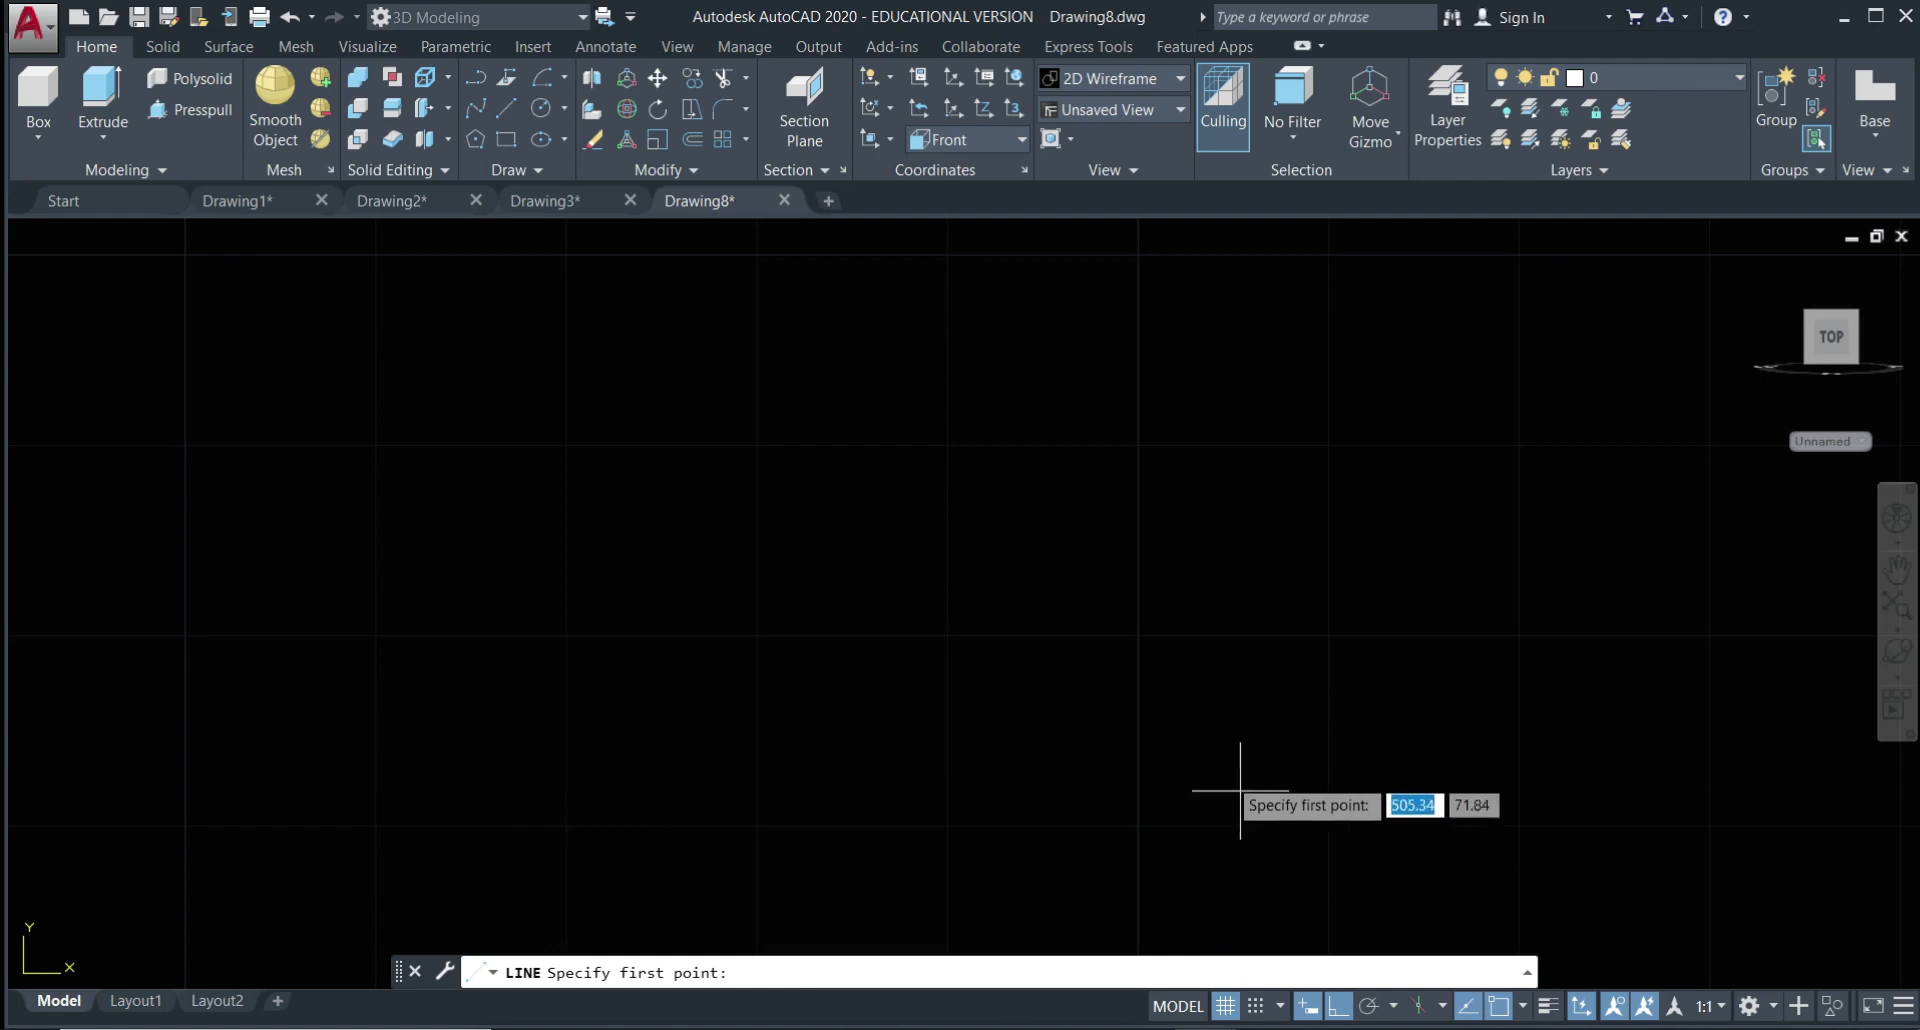 3D Modeling Autodesk AutoCAD 2020 - EDUCATIONAL VERSION Drawing8.dwg Type a keyword or phrase Sign In
Home Solid Surface Mesh Visualize Parametric Insert Annotate View Manage Output Add-ins Collaborate Express Tools Featured Apps
Polysolid 2D Wireframe 0
Presspull Unsaved View
Box Extrude Smooth Object Section Plane Culling No Filter Move Gizmo Layer Properties Group Base
Front
Modeling Mesh Solid Editing Draw Modify Section Coordinates View Selection Layers Groups View
Start Drawing1* Drawing2* Drawing3* Drawing8*
TOP
Unnamed
Specify first point: 505.34 71.84
Y
X
LINE Specify first point:
Model Layout1 Layout2 MODEL 1:1